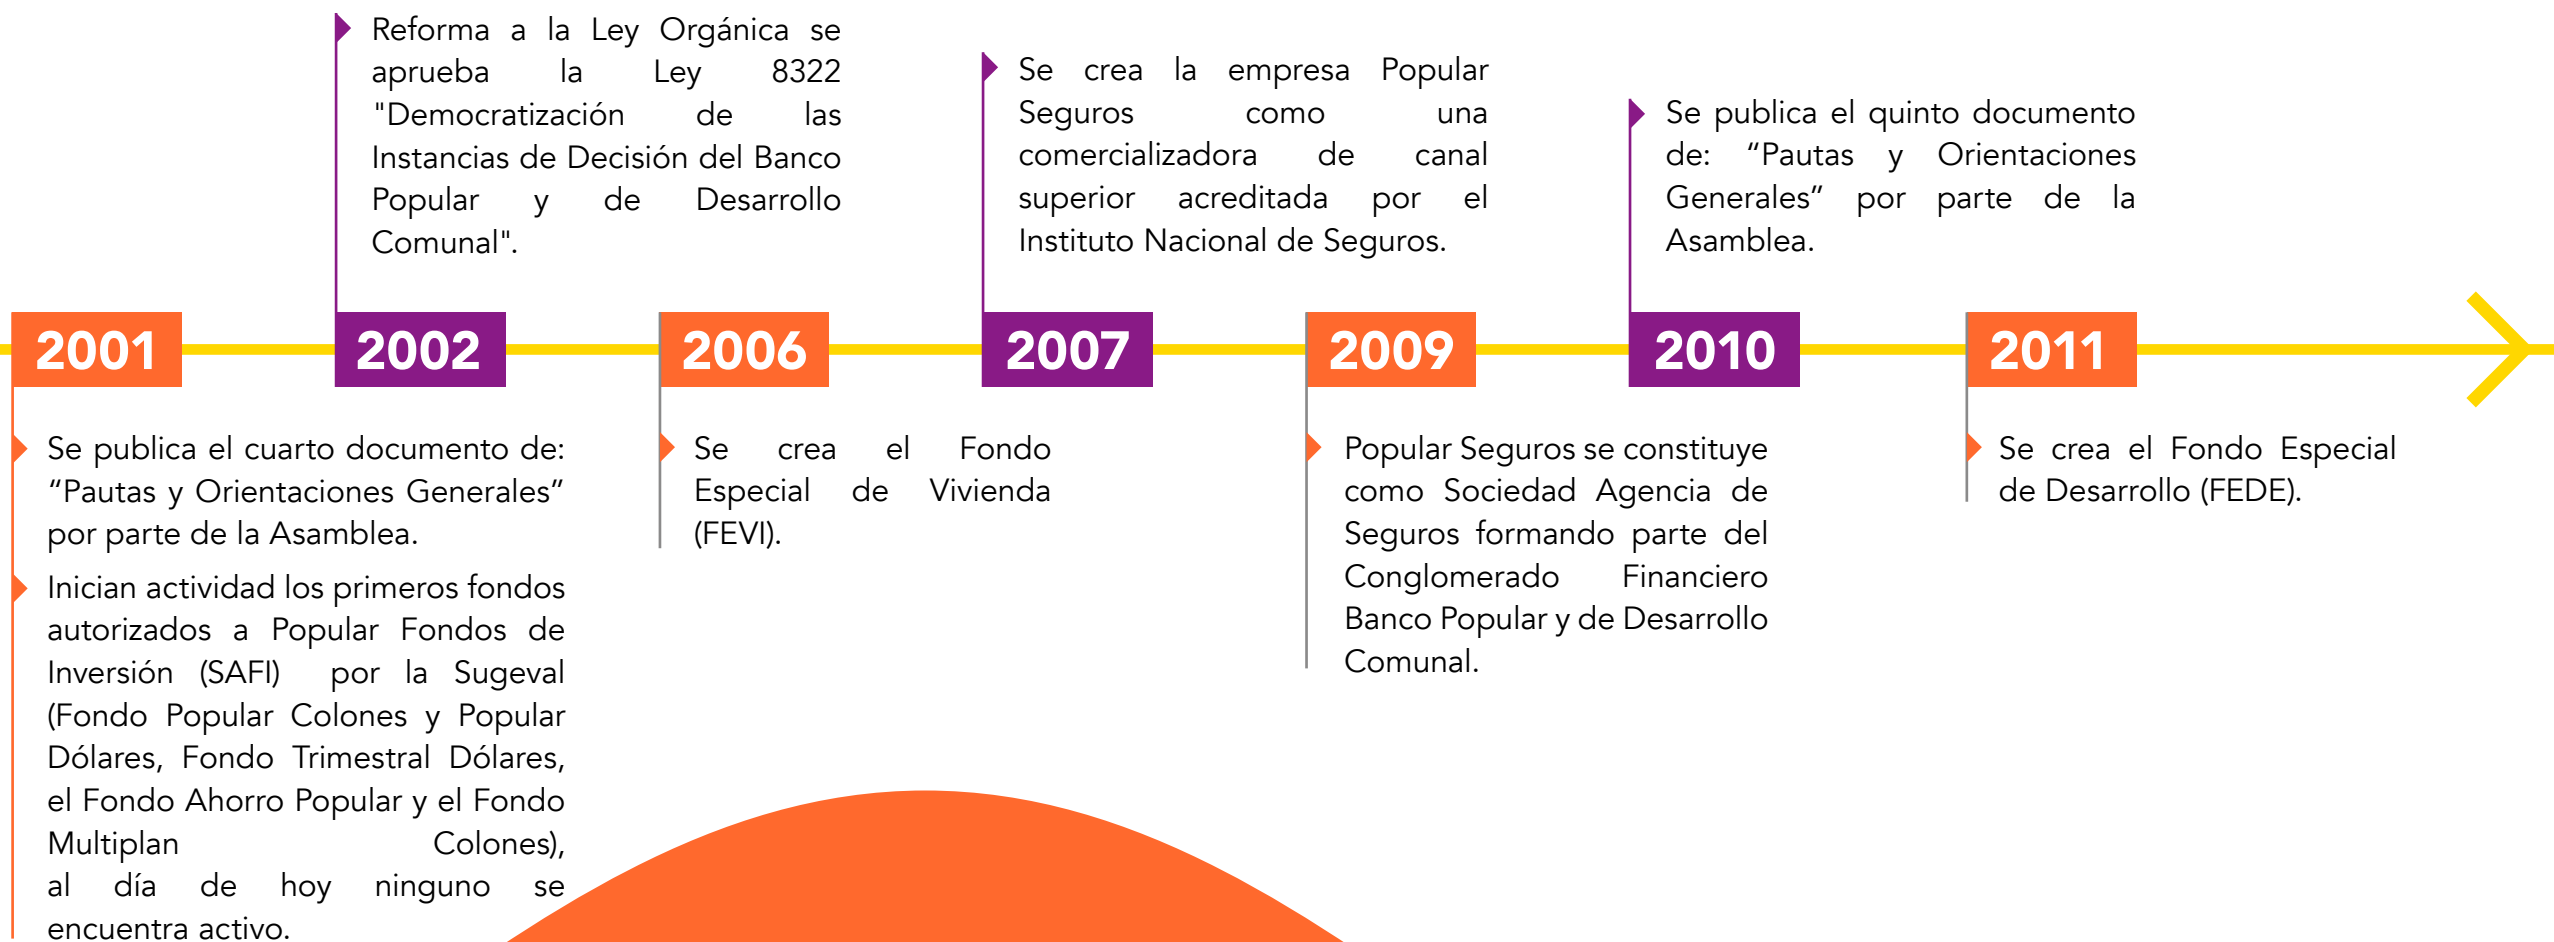 Reforma a la Ley Orgánica se
aprueba la Ley 8322
"Democratización de las
Instancias de Decisión del Banco
Popular y de Desarrollo
Comunal".
Se crea la empresa Popular
Seguros como una
comercializadora de canal
superior acreditada por el
Instituto Nacional de Seguros.
Se publica el quinto documento
de: “Pautas y Orientaciones
Generales” por parte de la
Asamblea.
2001
2002
2006
2007
2009
2010
2011
Se publica el cuarto documento de:
“Pautas y Orientaciones Generales”
por parte de la Asamblea.
Inician actividad los primeros fondos
autorizados a Popular Fondos de
Inversión (SAFI) por la Sugeval
(Fondo Popular Colones y Popular
Dólares, Fondo Trimestral Dólares,
el Fondo Ahorro Popular y el Fondo
Multiplan Colones),
al día de hoy ninguno se
encuentra activo.
Se crea el Fondo
Especial de Vivienda
(FEVI).
Popular Seguros se constituye
como Sociedad Agencia de
Seguros formando parte del
Conglomerado Financiero
Banco Popular y de Desarrollo
Comunal.
Se crea el Fondo Especial
de Desarrollo (FEDE).